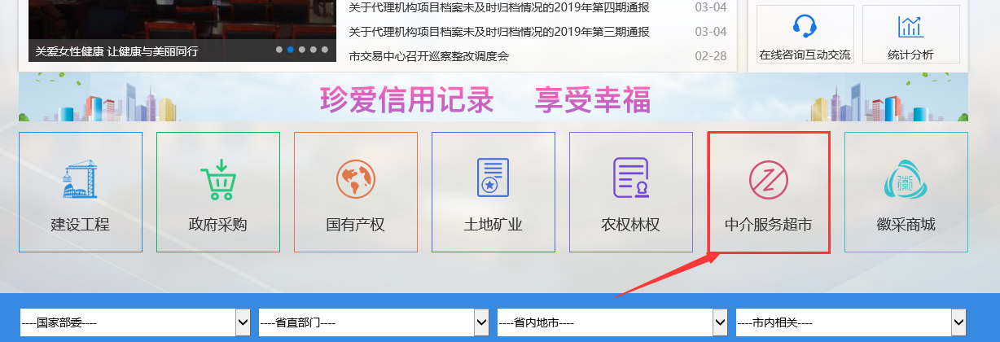 关爱女性健康 让健康与美丽同行
关于代理机构项目档案未及时归档情况的2019年第四期通报 03-04
关于代理机构项目档案未及时归档情况的2019年第三期通报 03-04
市交易中心召开巡察整改调度会 02-28
在线咨询互动交流
统计分析
珍爱信用记录 享受幸福
建设工程
政府采购
国有产权
土地矿业
农权林权
中介服务超市
徽采商城
----国家部委----
----省直部门----
----省内地市----
----市内相关----